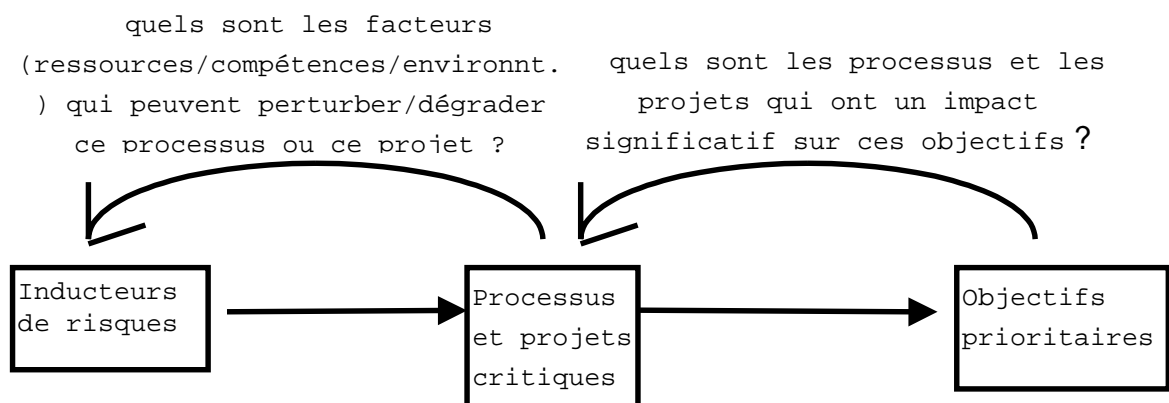 quels sont les facteurs
(ressources/compétences/environnt.
) qui peuvent perturber/dégrader
ce processus ou ce projet ?
quels sont les processus et les
projets qui ont un impact
significatif sur ces objectifs ?
Inducteurs
de risques
Processus
et projets
critiques
Objectifs
prioritaires